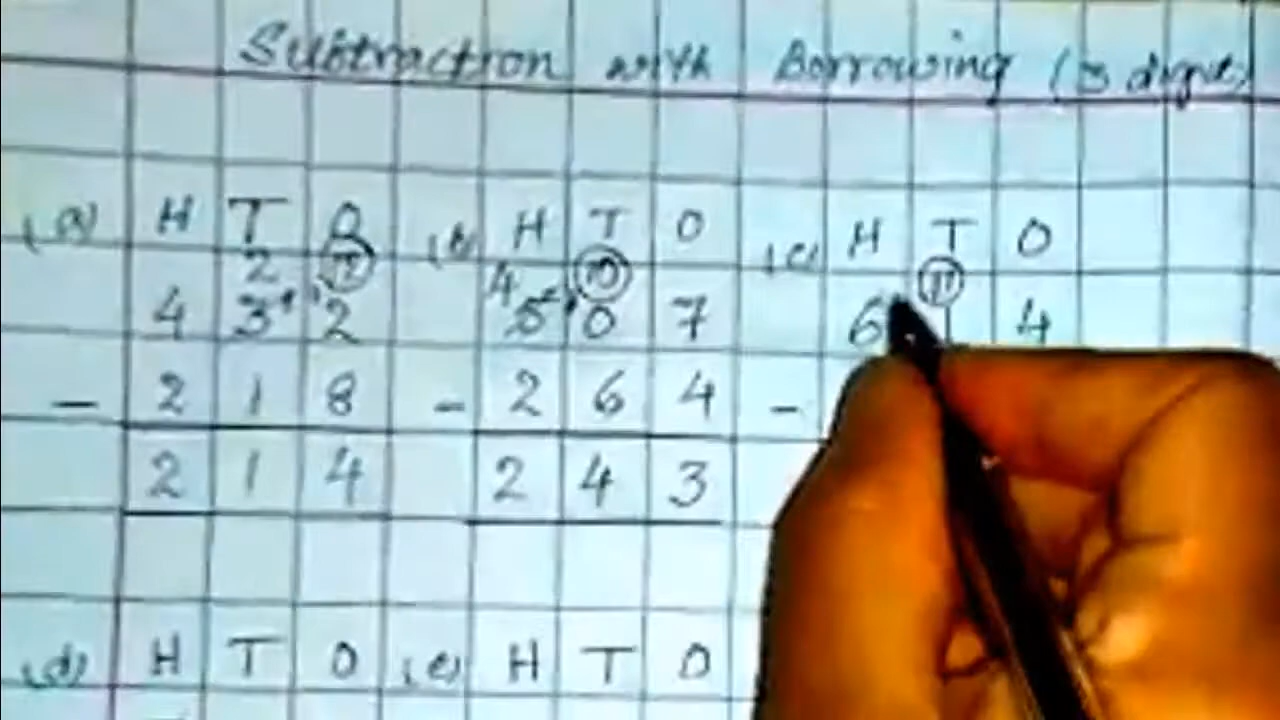 Subtraction with Borrowing (3 digit)
(a) H T O (b) H T O (c) H T O
2 12 4 10 11
4 3 2 5 0 7 6 1 4
- 2 1 8 - 2 6 4 -
2 1 4 2 4 3
(d) H T O (e) H T O